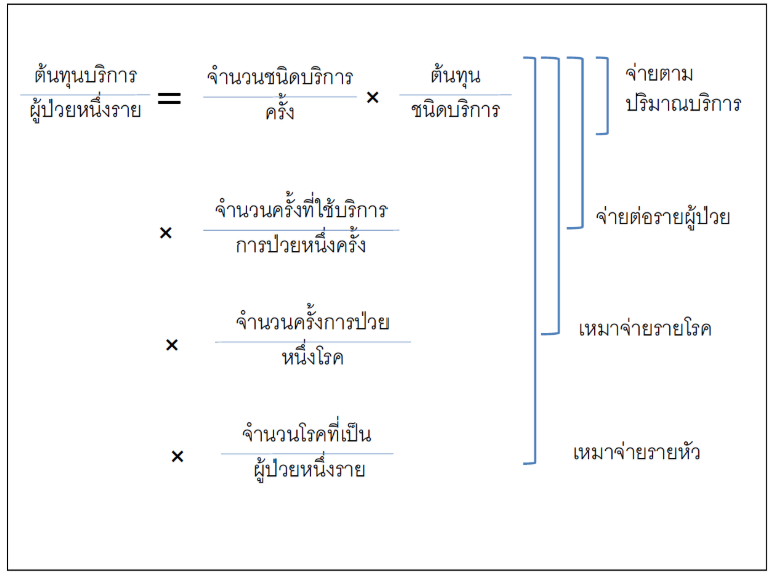 ต้นทุนบริการ
ผู้ป่วยหนึ่งราย
=
จำนวนชนิดบริการ
ครั้ง
×
ต้นทุน
ชนิดบริการ
จ่ายตาม
ปริมาณบริการ
×
จำนวนครั้งที่ใช้บริการ
การป่วยหนึ่งครั้ง
จ่ายต่อรายผู้ป่วย
×
จำนวนครั้งการป่วย
หนึ่งโรค
เหมาจ่ายรายโรค
×
จำนวนโรคที่เป็น
ผู้ป่วยหนึ่งราย
เหมาจ่ายรายหัว